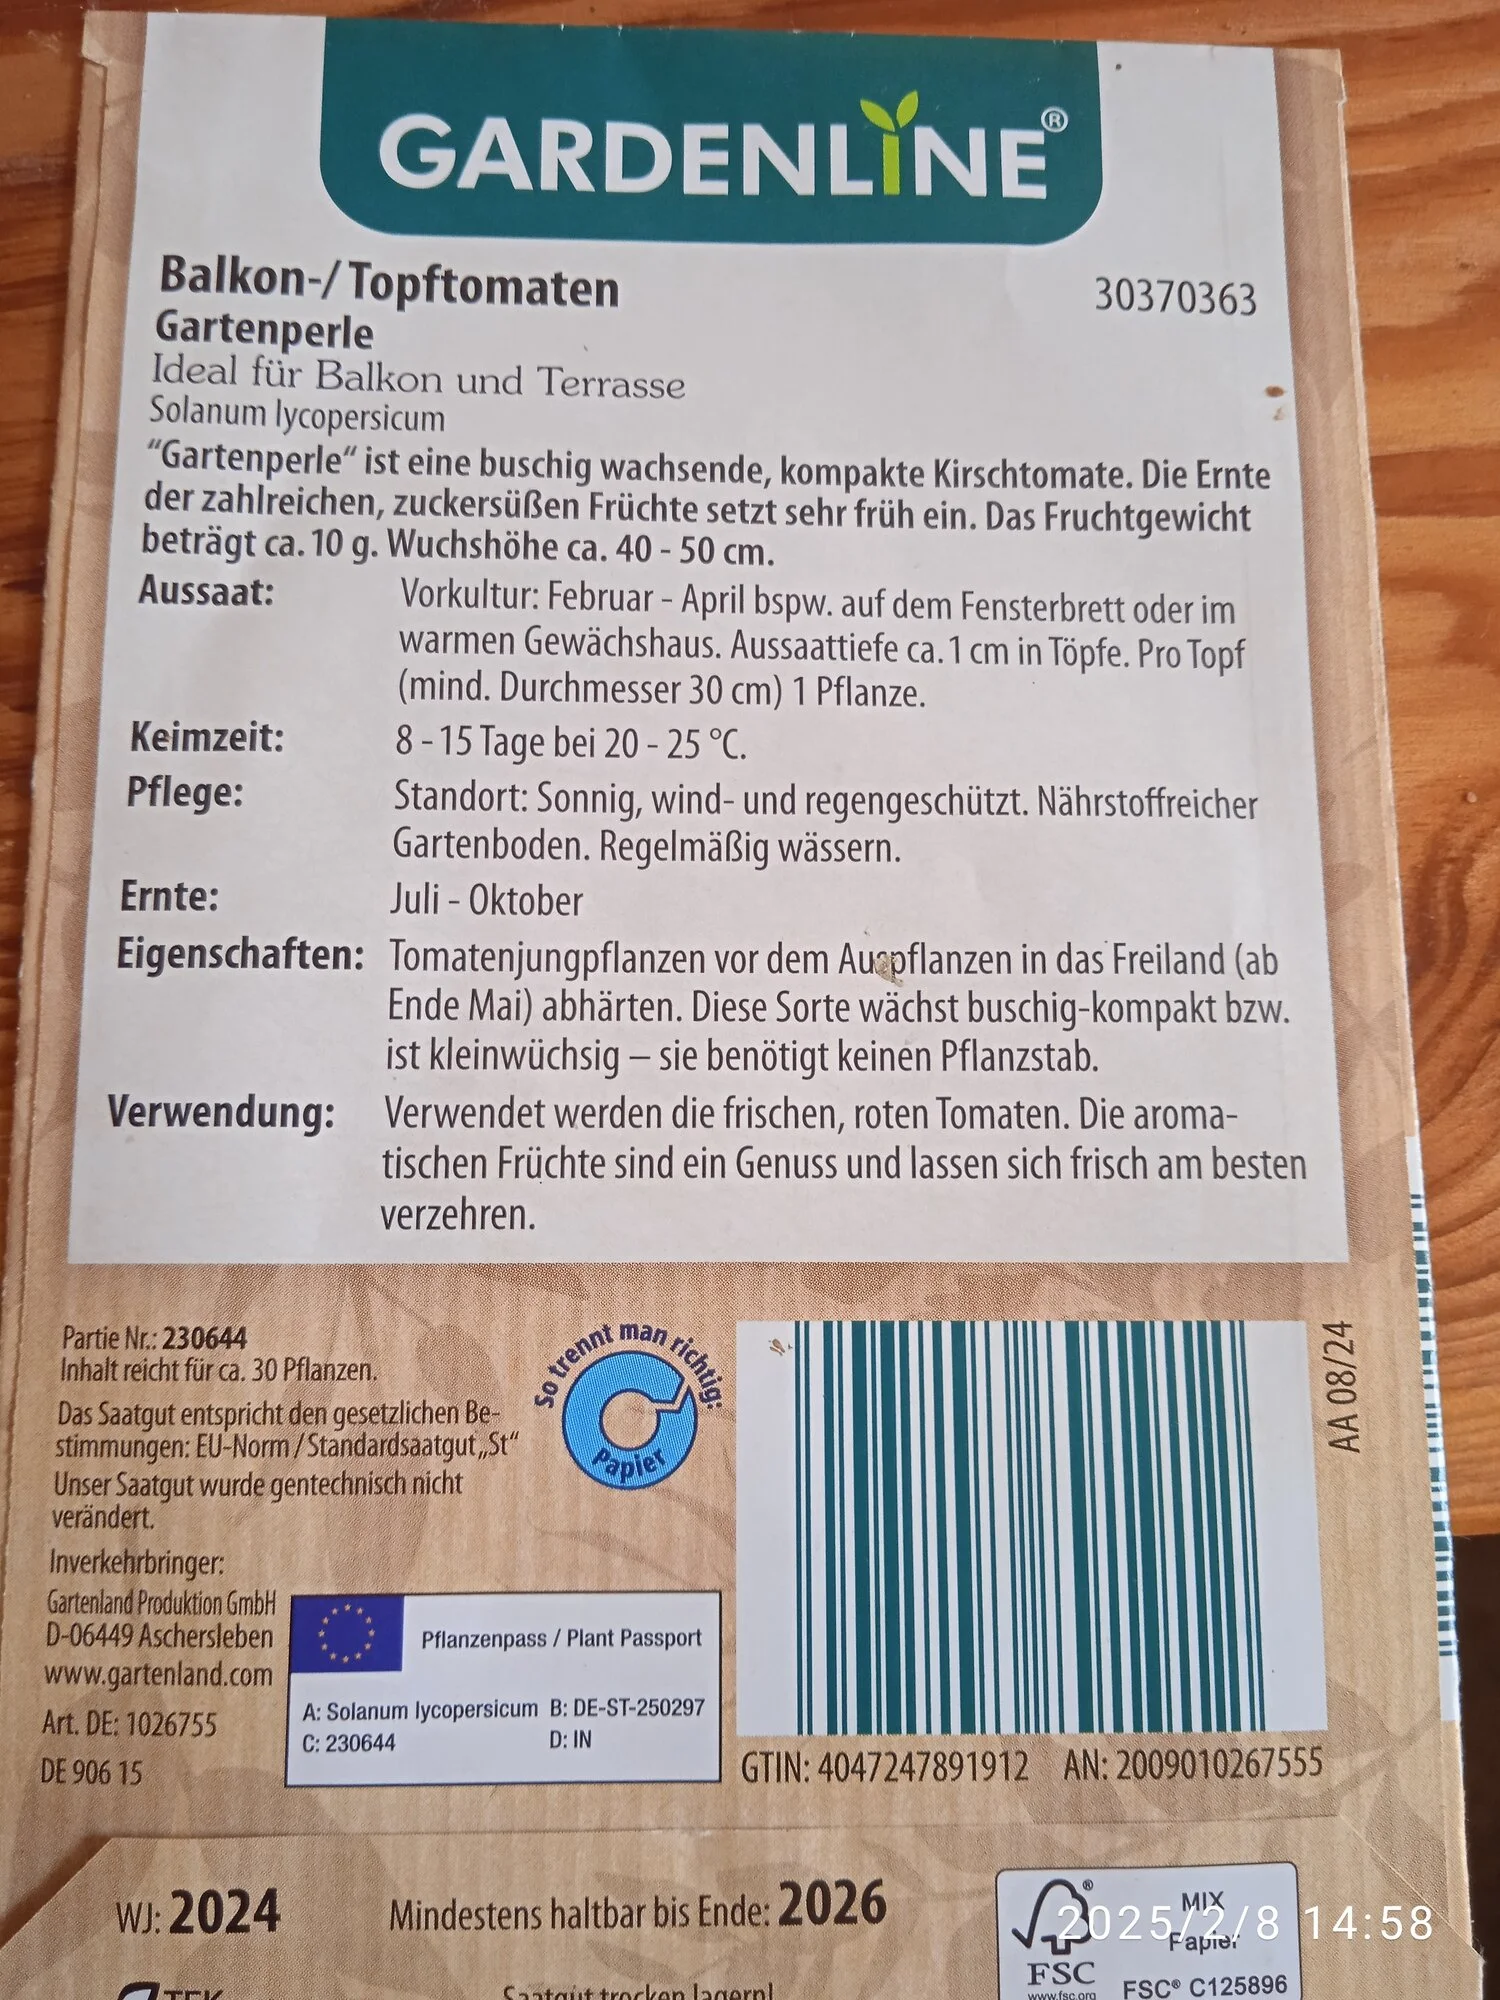 GARDENLINE®
Balkon-/Topftomaten
30370363
Gartenperle
Ideal für Balkon und Terrasse
Solanum lycopersicum
“Gartenperle“ ist eine buschig wachsende, kompakte Kirschtomate. Die Ernte
der zahlreichen, zuckersüßen Früchte setzt sehr früh ein. Das Fruchtgewicht
beträgt ca. 10 g. Wuchshöhe ca. 40 - 50 cm.
Aussaat: Vorkultur: Februar - April bspw. auf dem Fensterbrett oder im
warmen Gewächshaus. Aussaattiefe ca. 1 cm in Töpfe. Pro Topf
(mind. Durchmesser 30 cm) 1 Pflanze.
Keimzeit: 8 - 15 Tage bei 20 - 25 °C.
Pflege: Standort: Sonnig, wind- und regengeschützt. Nährstoffreicher
Gartenboden. Regelmäßig wässern.
Ernte: Juli - Oktober
Eigenschaften: Tomatenjungpflanzen vor dem Auspflanzen in das Freiland (ab
Ende Mai) abhärten. Diese Sorte wächst buschig-kompakt bzw.
ist kleinwüchsig – sie benötigt keinen Pflanzstab.
Verwendung: Verwendet werden die frischen, roten Tomaten. Die aroma-
tischen Früchte sind ein Genuss und lassen sich frisch am besten
verzehren.
Partie Nr.: 230644
Inhalt reicht für ca. 30 Pflanzen.
Das Saatgut entspricht den gesetzlichen Be-
stimmungen: EU-Norm/Standardsaatgut „St“
Unser Saatgut wurde gentechnisch nicht
verändert.
Inverkehrbringer:
Gartenland Produktion GmbH
D-06449 Aschersleben
www.gartenland.com
Art. DE: 1026755
DE 906 15
So trennt man richtig:
Papier
Pflanzenpass / Plant Passport
A: Solanum lycopersicum B: DE-ST-250297
C: 230644 D: IN
AA 08/24
GTIN: 4047247891912 AN: 2009010267555
WJ: 2024
Mindestens haltbar bis Ende: 2026
Saatgut trocken lagern!
MIX
Papier
FSC
www.fsc.org
FSC® C125896
2025/2/8 14:58